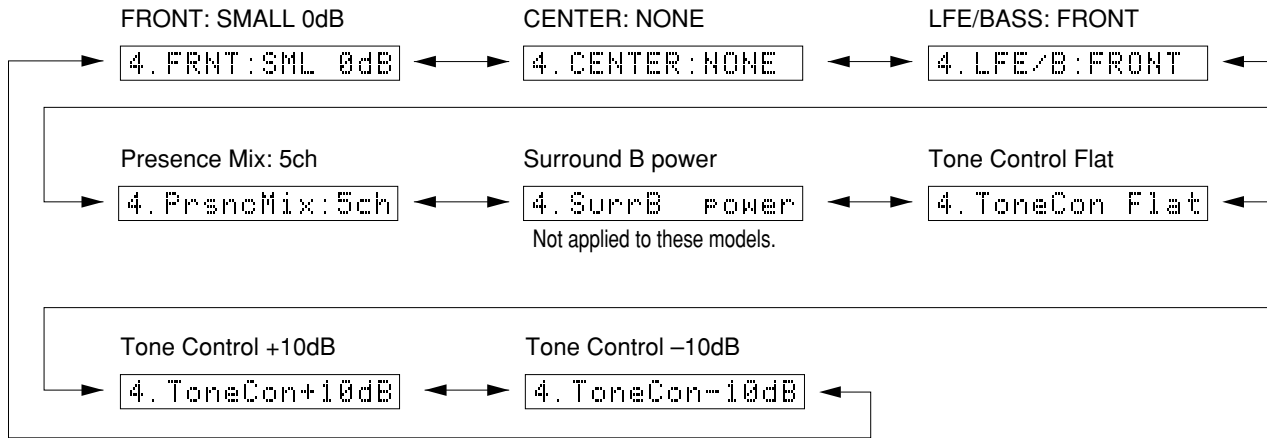 FRONT: SMALL 0dB CENTER: NONE LFE/BASS: FRONT
4.FRNT:SML 0dB 4.CENTER:NONE 4.LFE/B:FRONT
Presence Mix: 5ch Surround B power Tone Control Flat
4.PrsncMix:5ch 4.SurrB power 4.ToneCon Flat
Not applied to these models.
Tone Control +10dB Tone Control –10dB
4.ToneCon+10dB 4.ToneCon-10dB